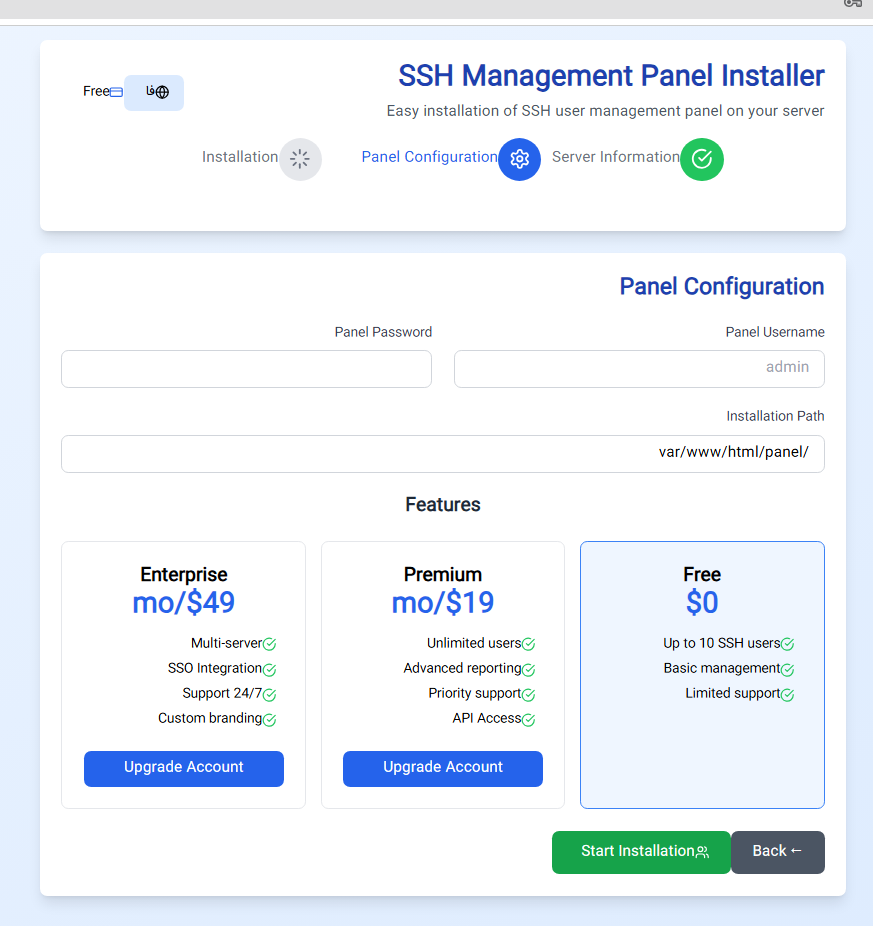 SSH Management Panel Installer
Easy installation of SSH user management panel on your server
فا
Free
Server Information
Panel Configuration
Installation
Panel Configuration
Panel Username
admin
Panel Password
Installation Path
var/www/html/panel/
Features
Free
$0
Up to 10 SSH users
Basic management
Limited support
Premium
mo/$19
Unlimited users
Advanced reporting
Priority support
API Access
Upgrade Account
Enterprise
mo/$49
Multi-server
SSO Integration
Support 24/7
Custom branding
Upgrade Account
Back ←
Start Installation